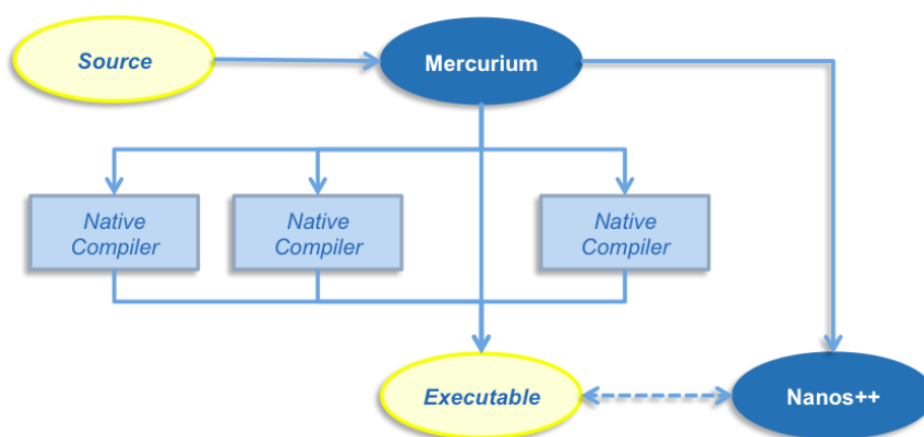 Source
Mercurium
Native
Compiler
Native
Compiler
Native
Compiler
Executable
Nanos++